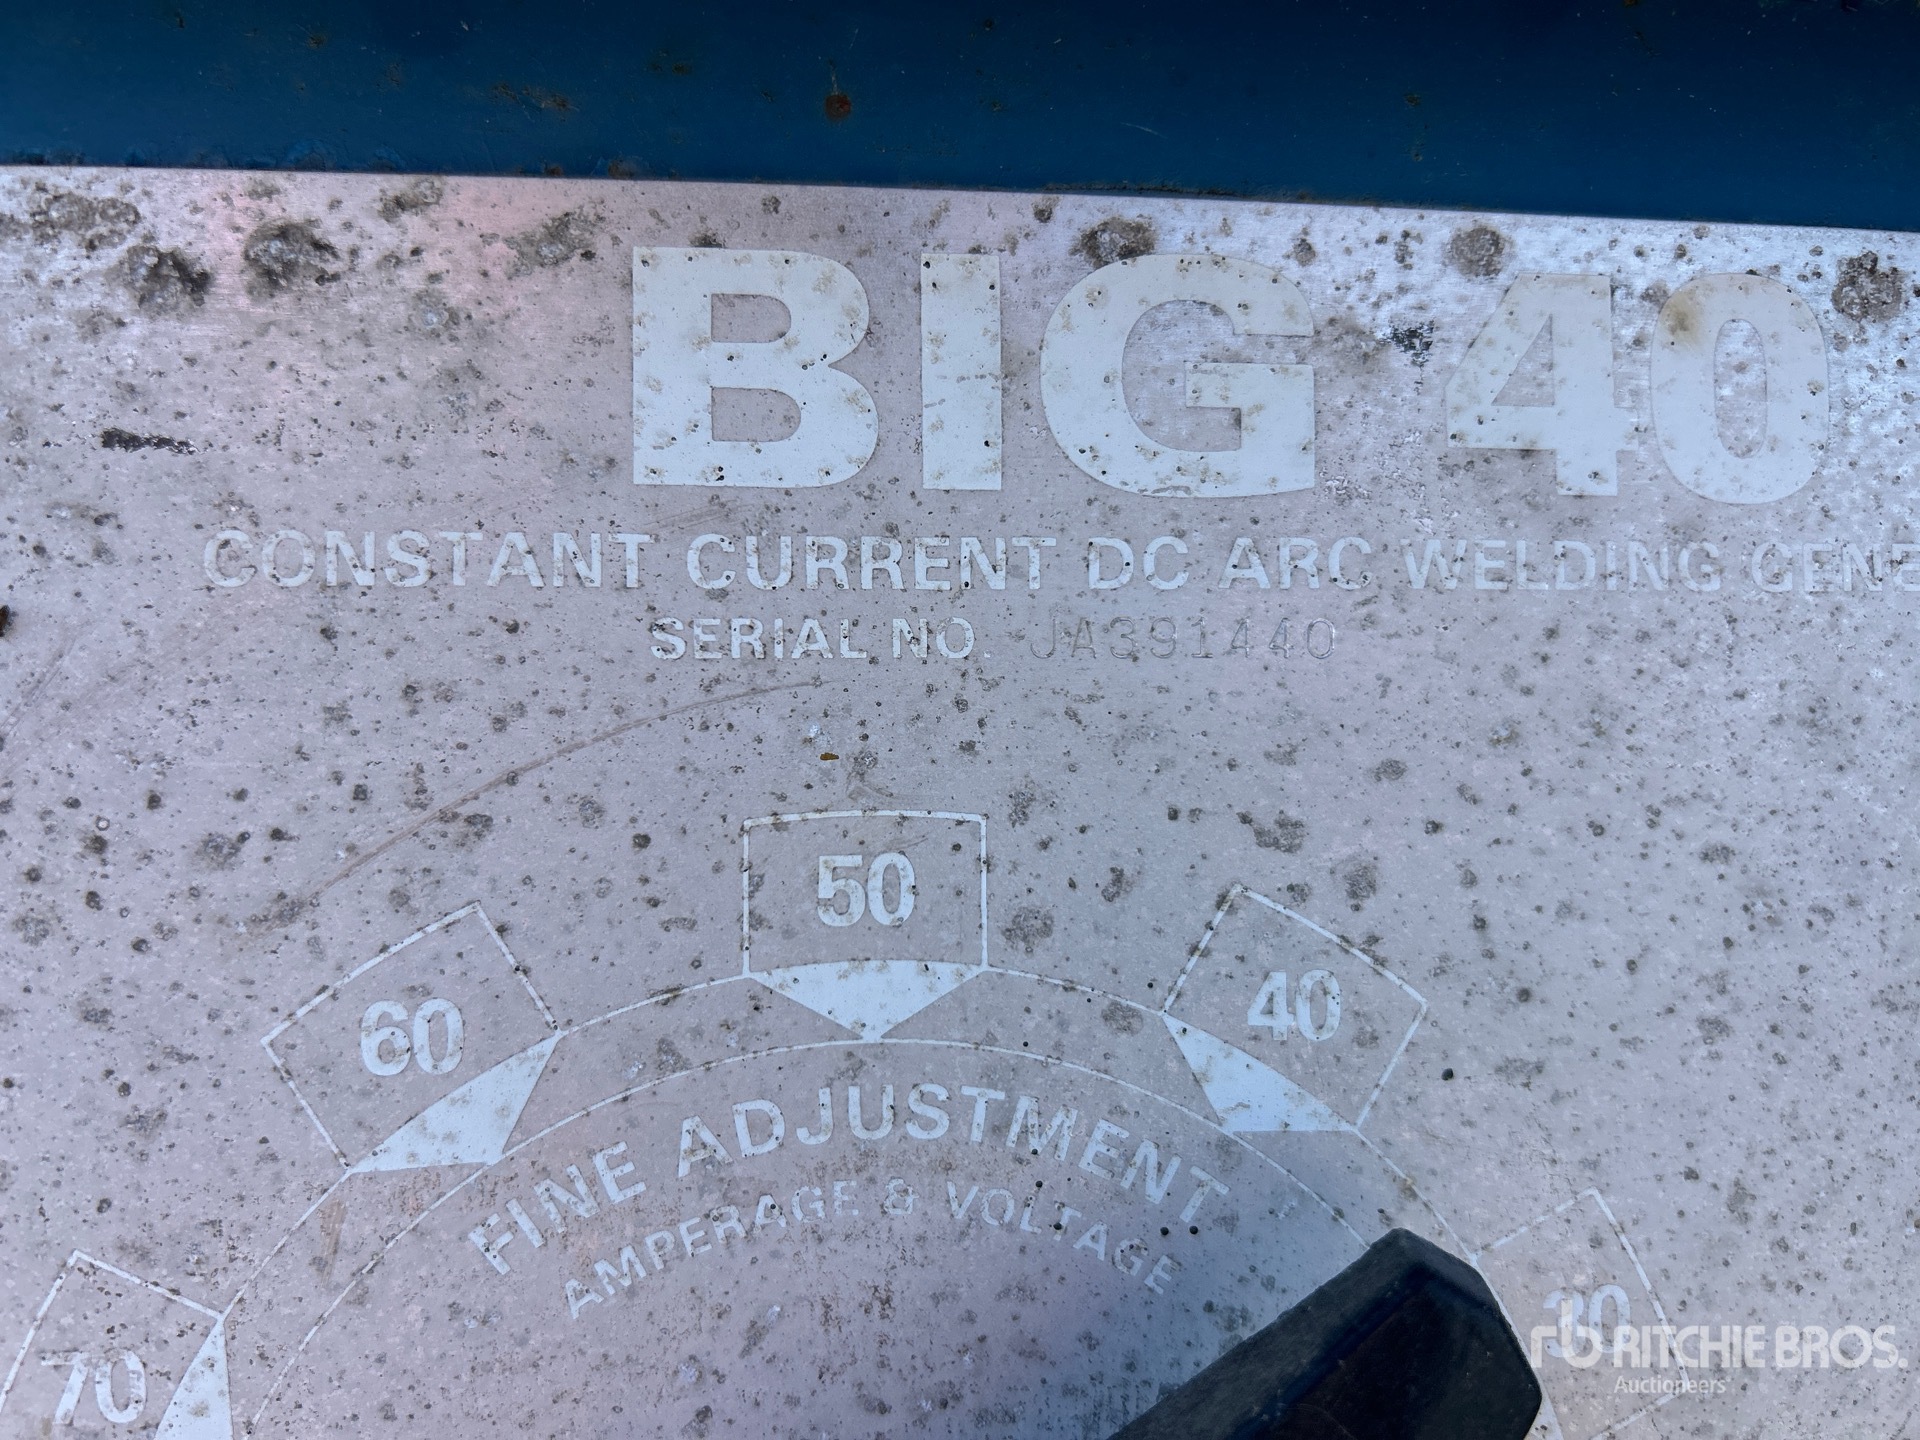 BIG 40
CONSTANT CURRENT DC ARC WELDING GENE
SERIAL NO. JA391440
50
60
40
FINE ADJUSTMENT
AMPERAGE & VOLTAGE
70
30
RITCHIE BROS.
Auctioneers